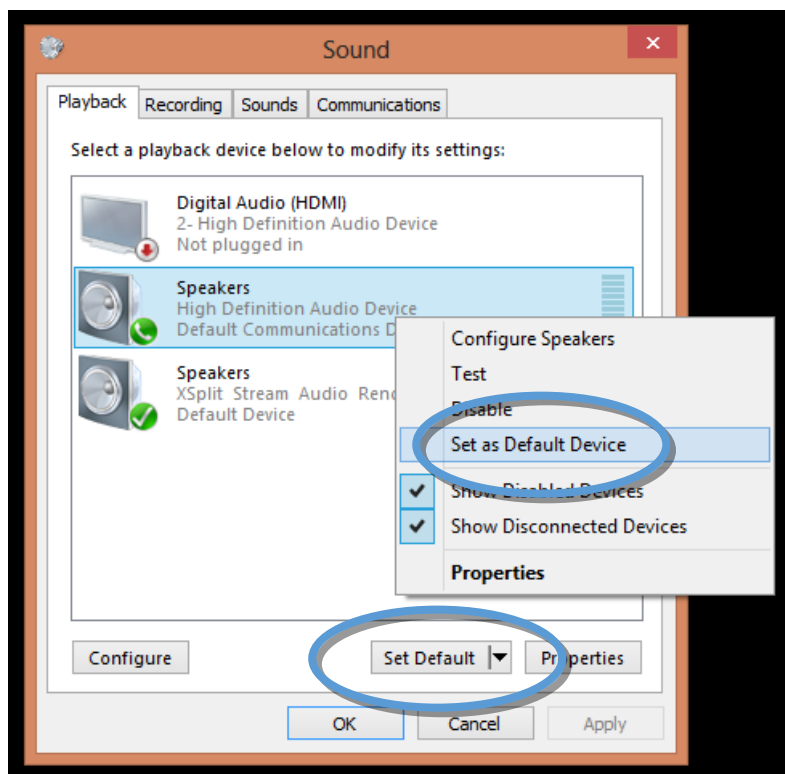 Sound
Playback Recording Sounds Communications
Select a playback device below to modify its settings:
Digital Audio (HDMI)
2- High Definition Audio Device
Not plugged in
Speakers
High Definition Audio Device
Default Communications D
Speakers
XSplit Stream Audio Rend
Default Device
Configure Speakers
Test
Disable
Set as Default Device
Show Disabled Devices
Show Disconnected Devices
Properties
Configure Set Default Properties
OK Cancel Apply